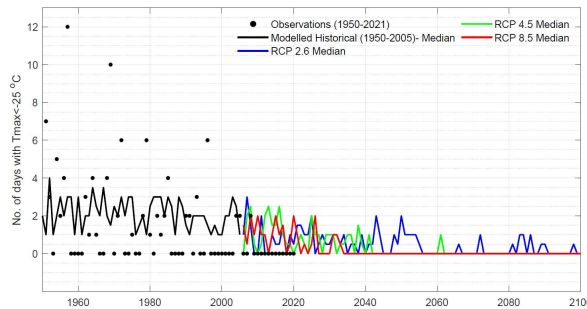 Observations (1950-2021)
Modelled Historical (1950-2005)- Median
RCP 2.6 Median
RCP 4.5 Median
RCP 8.5 Median
No. of days with Tmax<-25 °C
12
10
8
6
4
2
0
1960 1980 2000 2020 2040 2060 2080 2100